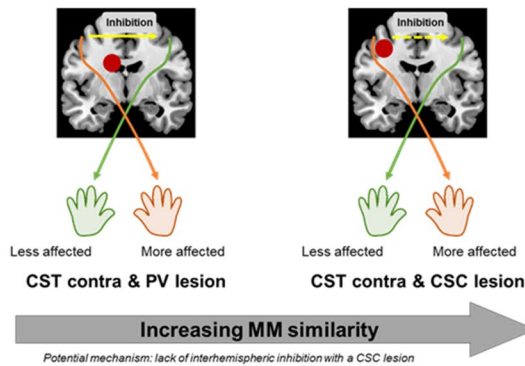 Inhibition Inhibition
Less affected More affected Less affected More affected
CST contra & PV lesion CST contra & CSC lesion
Increasing MM similarity
Potential mechanism: lack of interhemispheric inhibition with a CSC lesion